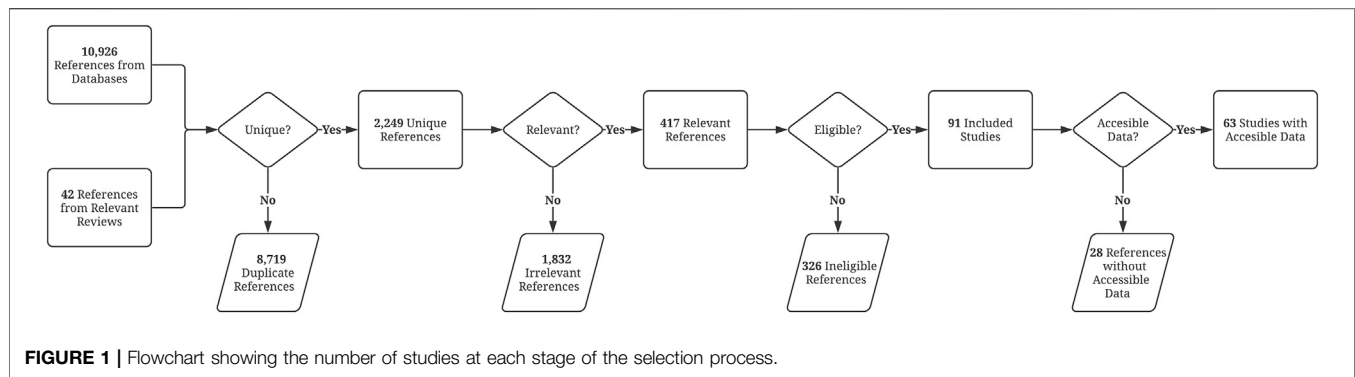 10,926
References from
Databases
42 References
from Relevant
Reviews
Unique?
Yes
No
8,719
Duplicate
References
2,249 Unique
References
Relevant?
Yes
No
1,832
Irrelevant
References
417 Relevant
References
Eligible?
Yes
No
326 Ineligible
References
91 Included
Studies
Accesible
Data?
Yes
No
28 References
without
Accessible
Data
63 Studies with
Accesible Data
FIGURE 1 | Flowchart showing the number of studies at each stage of the selection process.